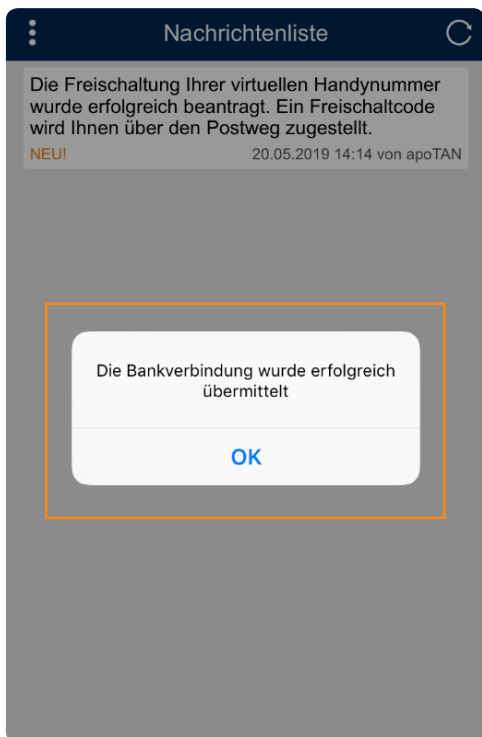 Nachrichtenliste
Die Freischaltung Ihrer virtuellen Handynummer
wurde erfolgreich beantragt. Ein Freischaltcode
wird Ihnen über den Postweg zugestellt.
NEU! 20.05.2019 14:14 von apoTAN
Die Bankverbindung wurde erfolgreich
übermittelt
OK